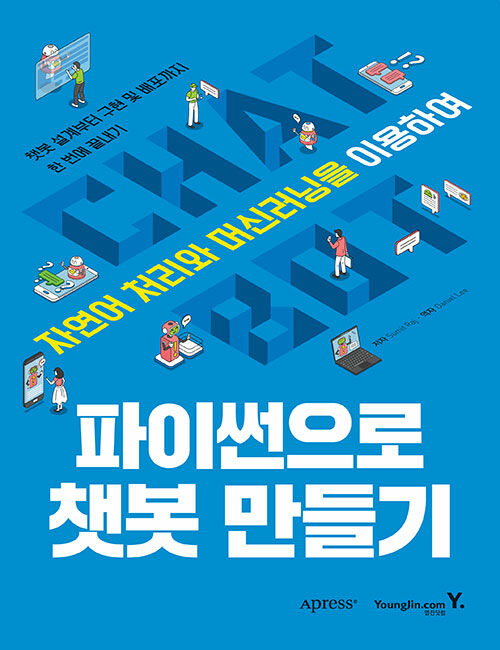 챗봇 설계부터 구현 및 배포까지
한 번에 끝내기
CHAT
BOT
자연어 처리와 머신러닝을 이용하여
저자 Sumit Raj · 역자 Daniel Lee
파이썬으로
챗봇 만들기
Apress®
YoungJin.com Y.
영진닷컴